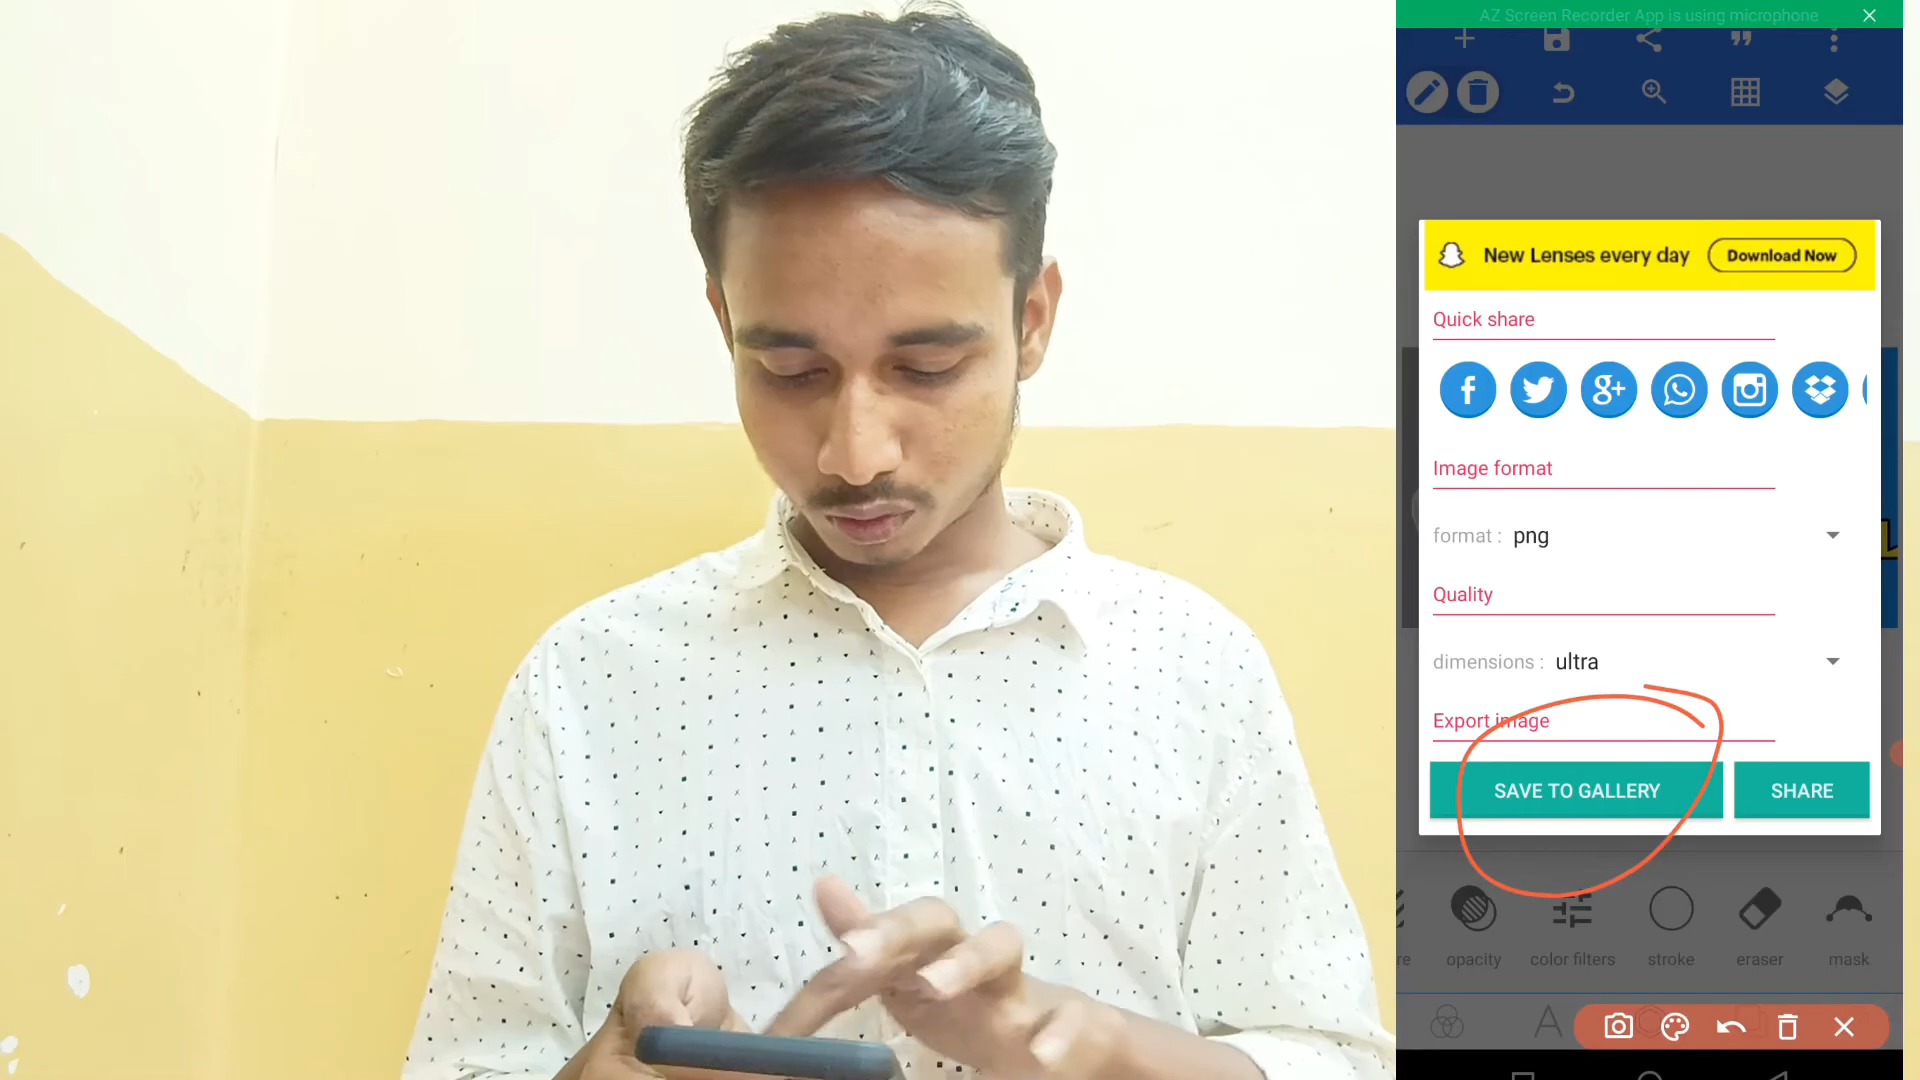 AZ Screen Recorder App is using microphone
New Lenses every day
Download Now
Quick share
Image format
format : png
Quality
dimensions : ultra
Export image
SAVE TO GALLERY
SHARE
re
opacity
color filters
stroke
eraser
mask